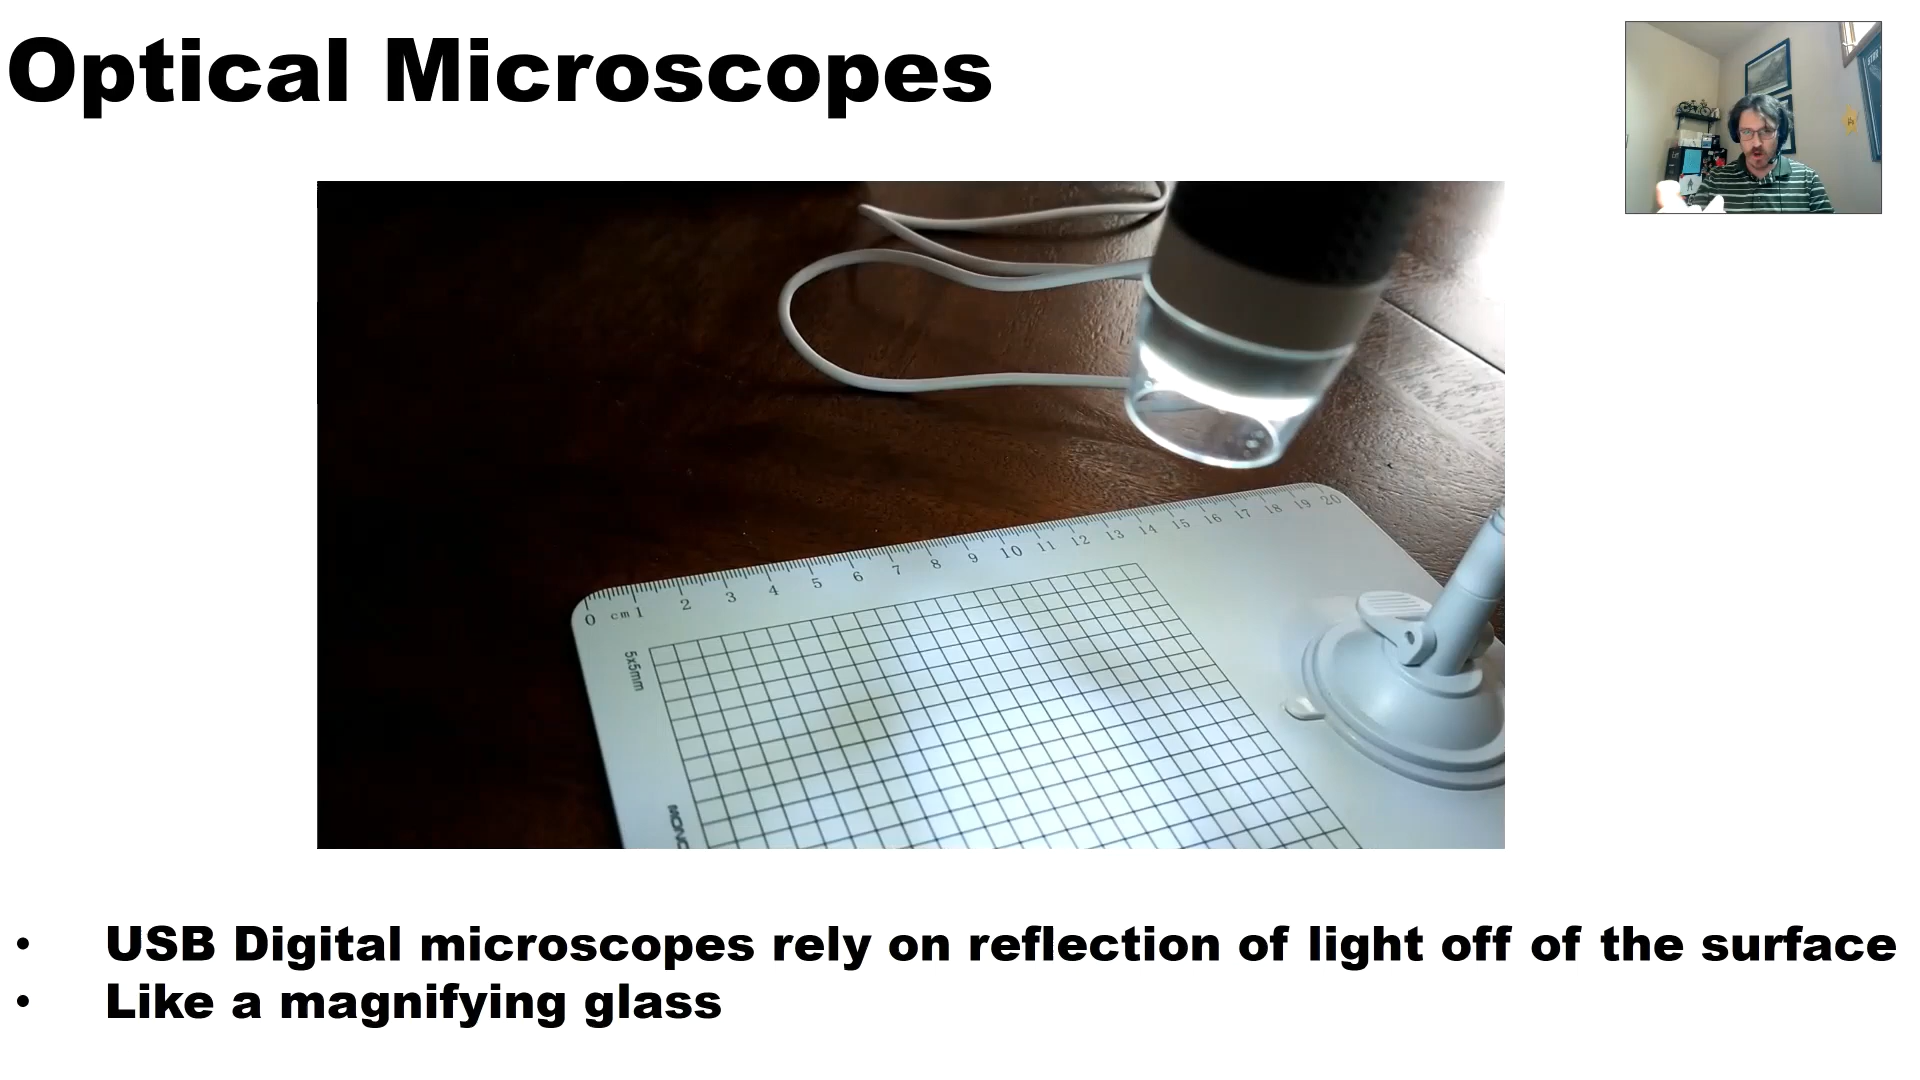 Optical Microscopes
0 cm 1 2 3 4 5 6 7 8 9 10 11 12 13 14 15 16 17 18 19 20
5x5mm
• USB Digital microscopes rely on reflection of light off of the surface
• Like a magnifying glass